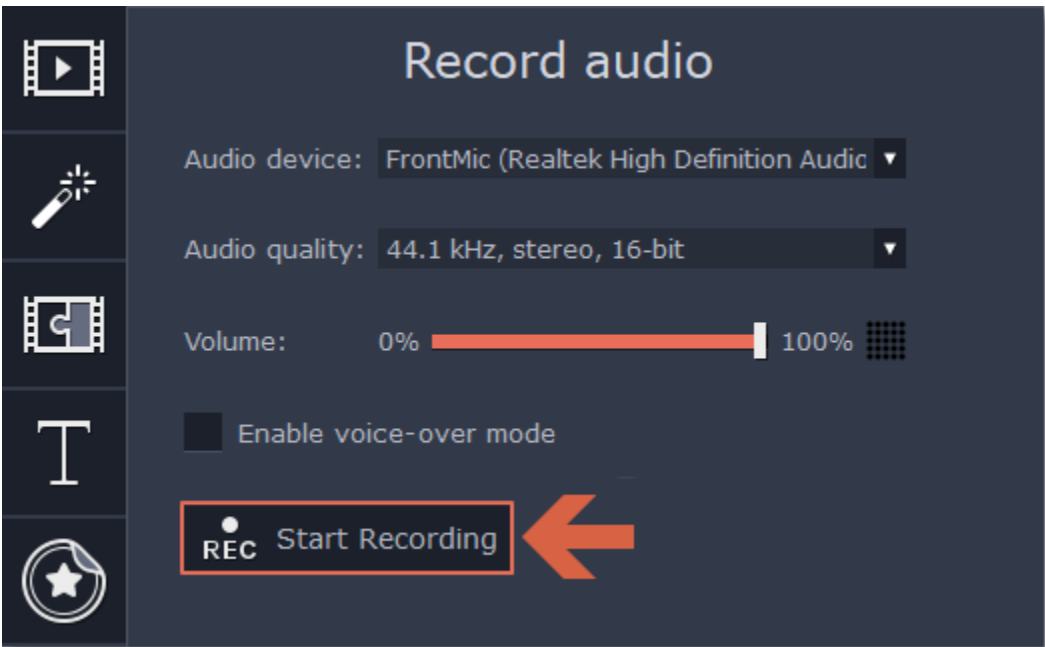 Record audio
Audio device: FrontMic (Realtek High Definition Audio
Audio quality: 44.1 kHz, stereo, 16-bit
Volume: 0% 100%
Enable voice-over mode
REC Start Recording
T